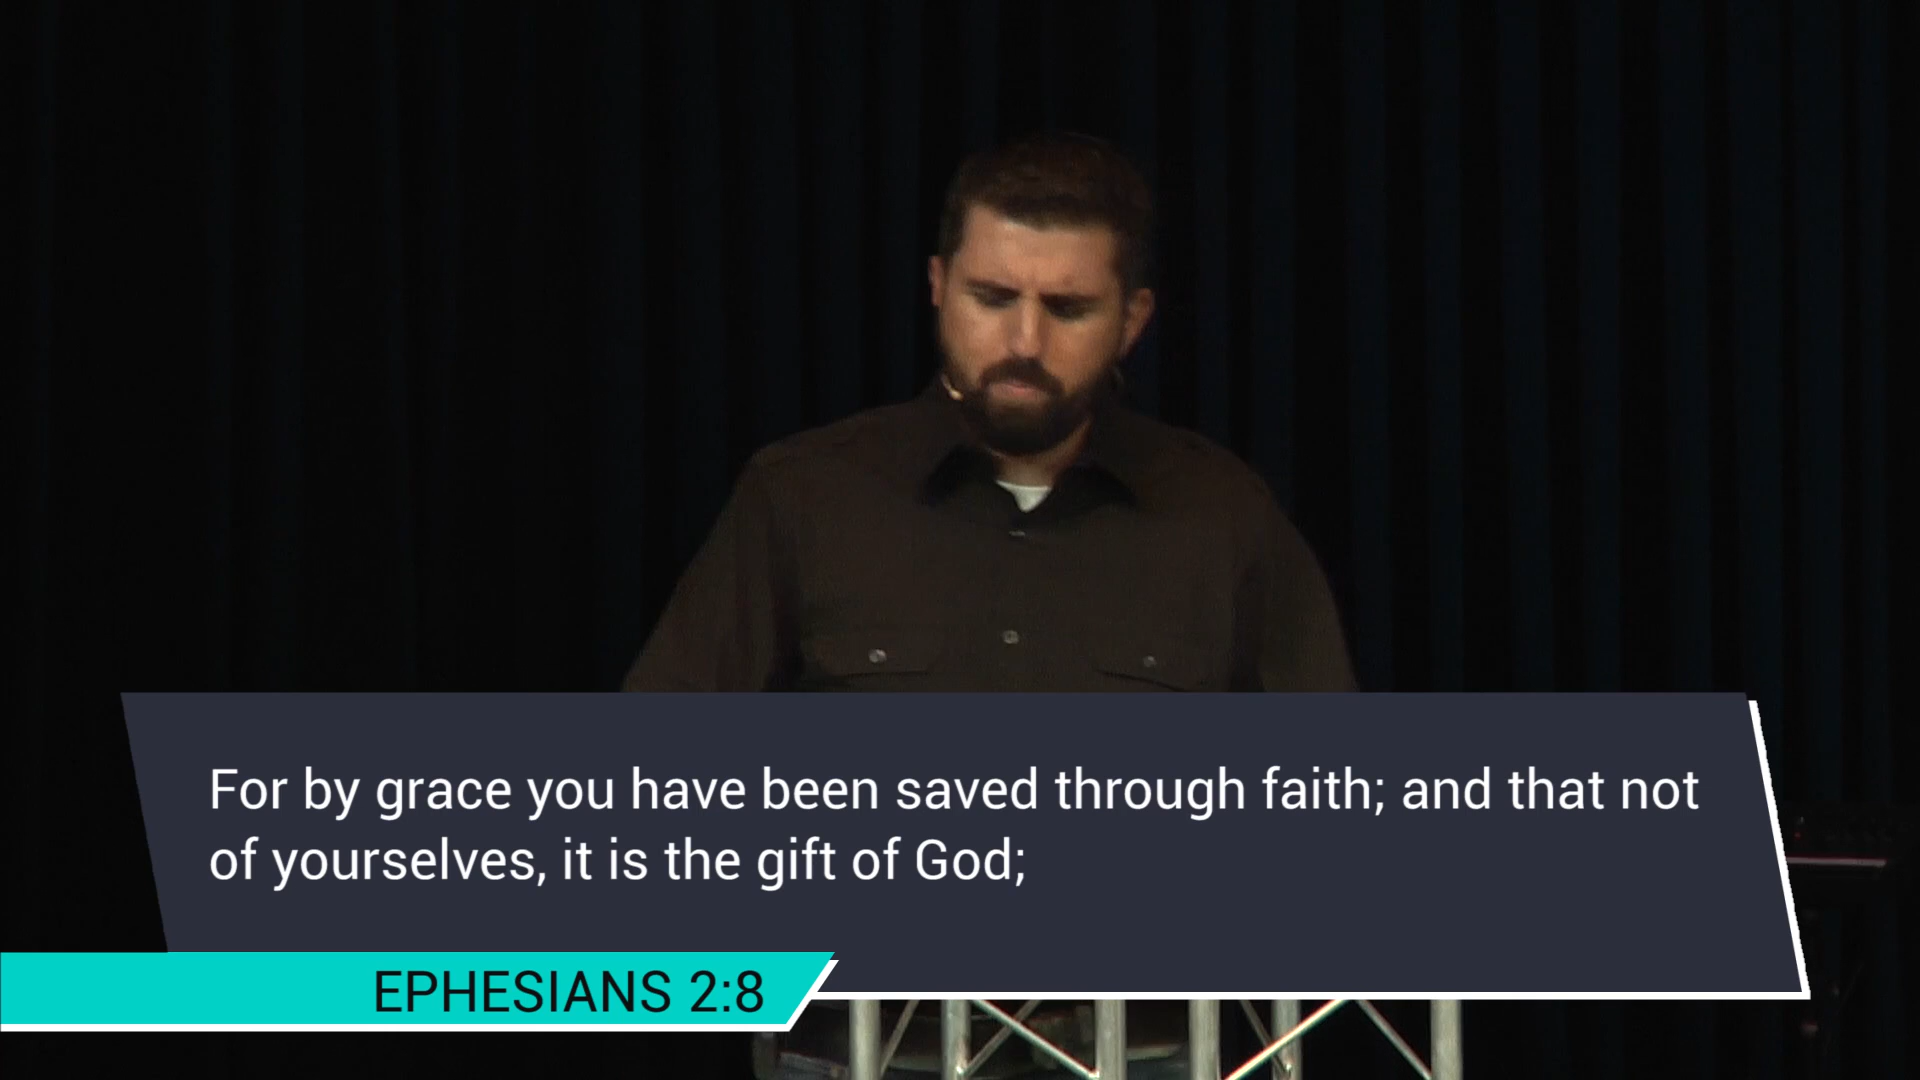 For by grace you have been saved through faith; and that not
of yourselves, it is the gift of God;
EPHESIANS 2:8